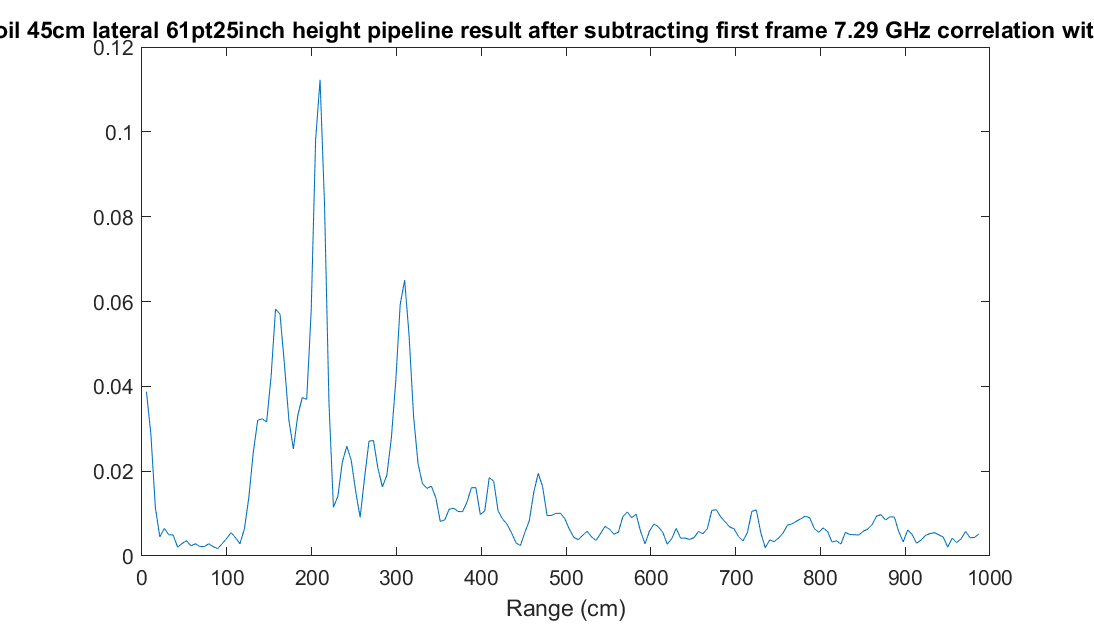 oil 45cm lateral 61pt25inch height pipeline result after subtracting first frame 7.29 GHz correlation wit
0.12
0.1
0.08
0.06
0.04
0.02
0
0 100 200 300 400 500 600 700 800 900 1000
Range (cm)